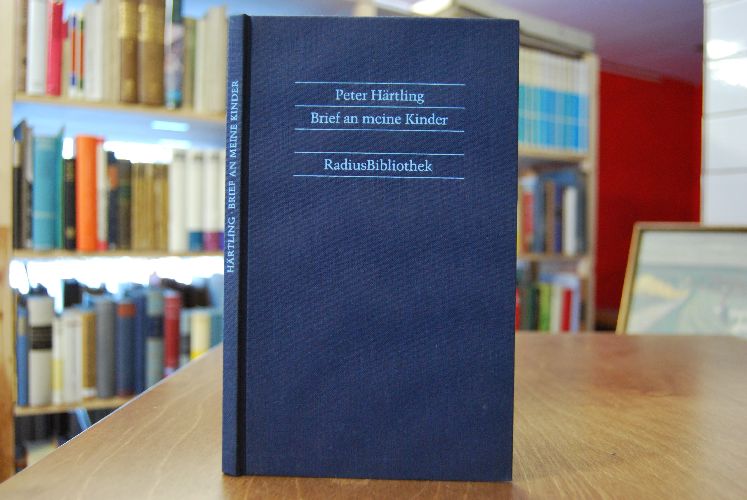 Peter Härtling
Brief an meine Kinder
RadiusBibliothek
HÄRTLING · BRIEF AN MEINE KINDER